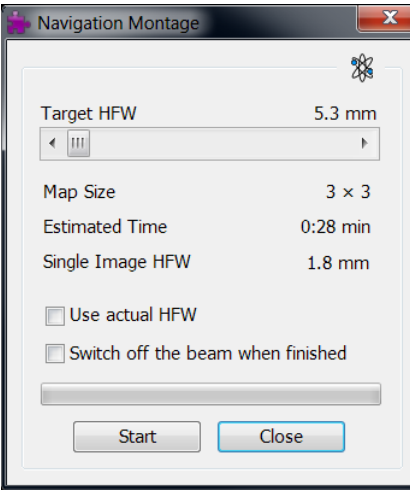 Navigation Montage
Target HFW 5.3 mm
Map Size 3 × 3
Estimated Time 0:28 min
Single Image HFW 1.8 mm
Use actual HFW
Switch off the beam when finished
Start Close